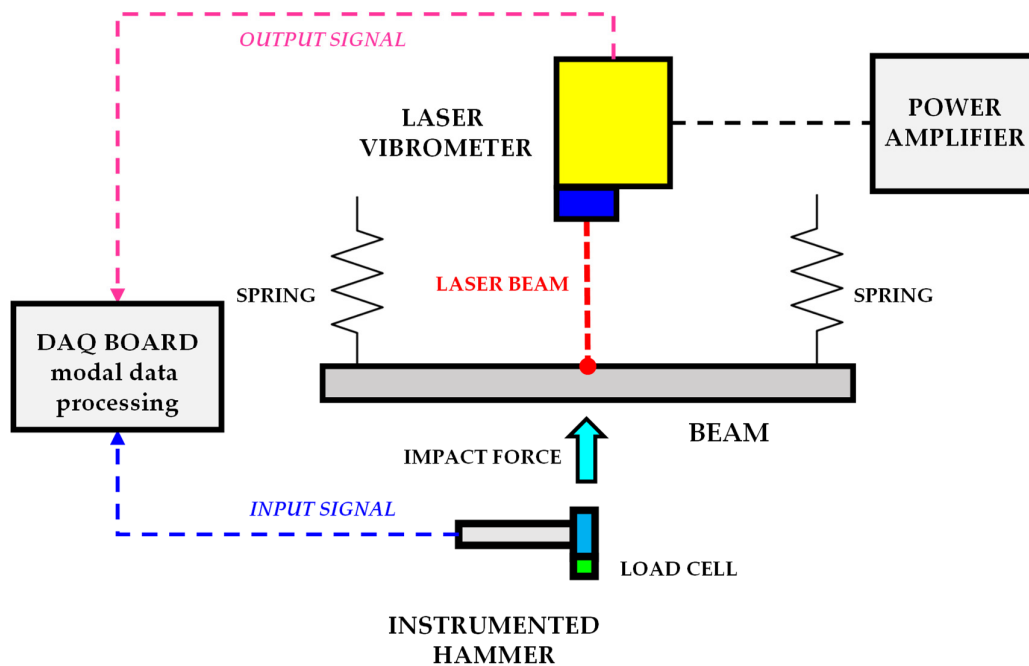 OUTPUT SIGNAL
LASER
VIBROMETER
POWER
AMPLIFIER
SPRING
LASER BEAM
SPRING
DAQ BOARD
modal data
processing
BEAM
IMPACT FORCE
INPUT SIGNAL
LOAD CELL
INSTRUMENTED
HAMMER